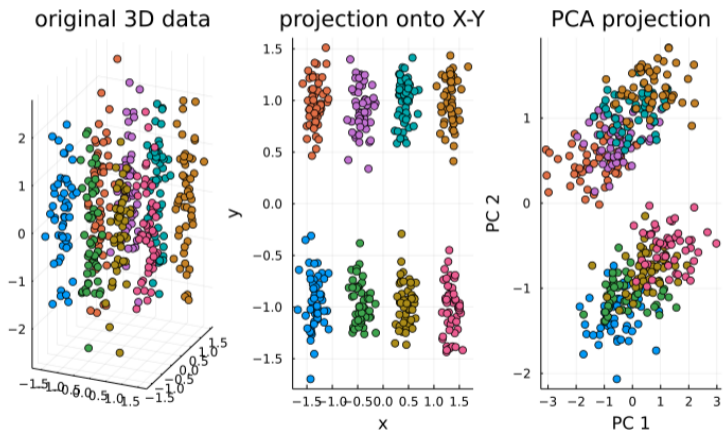 original 3D data
projection onto X-Y
PCA projection
2
1
0
−1
−2
1.5
1.0
0.5
0.0
−0.5
−1.0
−1.5
y
−1.5 −1.0 −0.5 0.0 0.5 1.0 1.5
x
PC 2
1
0
−1
−2
−3 −2 −1 0 1 2 3
PC 1